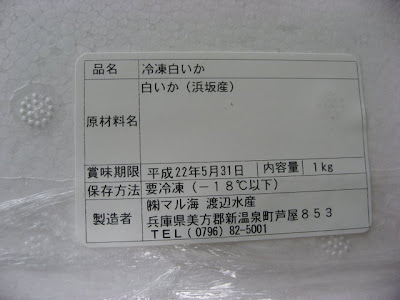 品名 冷凍白いか
原材料名 白いか（浜坂産）
賞味期限 平成22年5月31日 内容量 1kg
保存方法 要冷凍（－18℃以下）
製造者 ㈱マル海 渡辺水産
兵庫県美方郡新温泉町芦屋８５３
ＴＥＬ（0796）82-5001